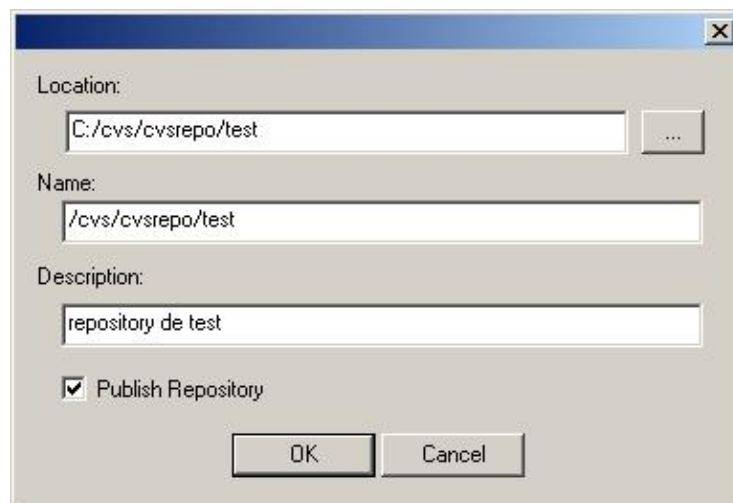 Location:
C:/cvs/cvsrepo/test
...
Name:
/cvs/cvsrepo/test
Description:
repository de test
Publish Repository
OK
Cancel